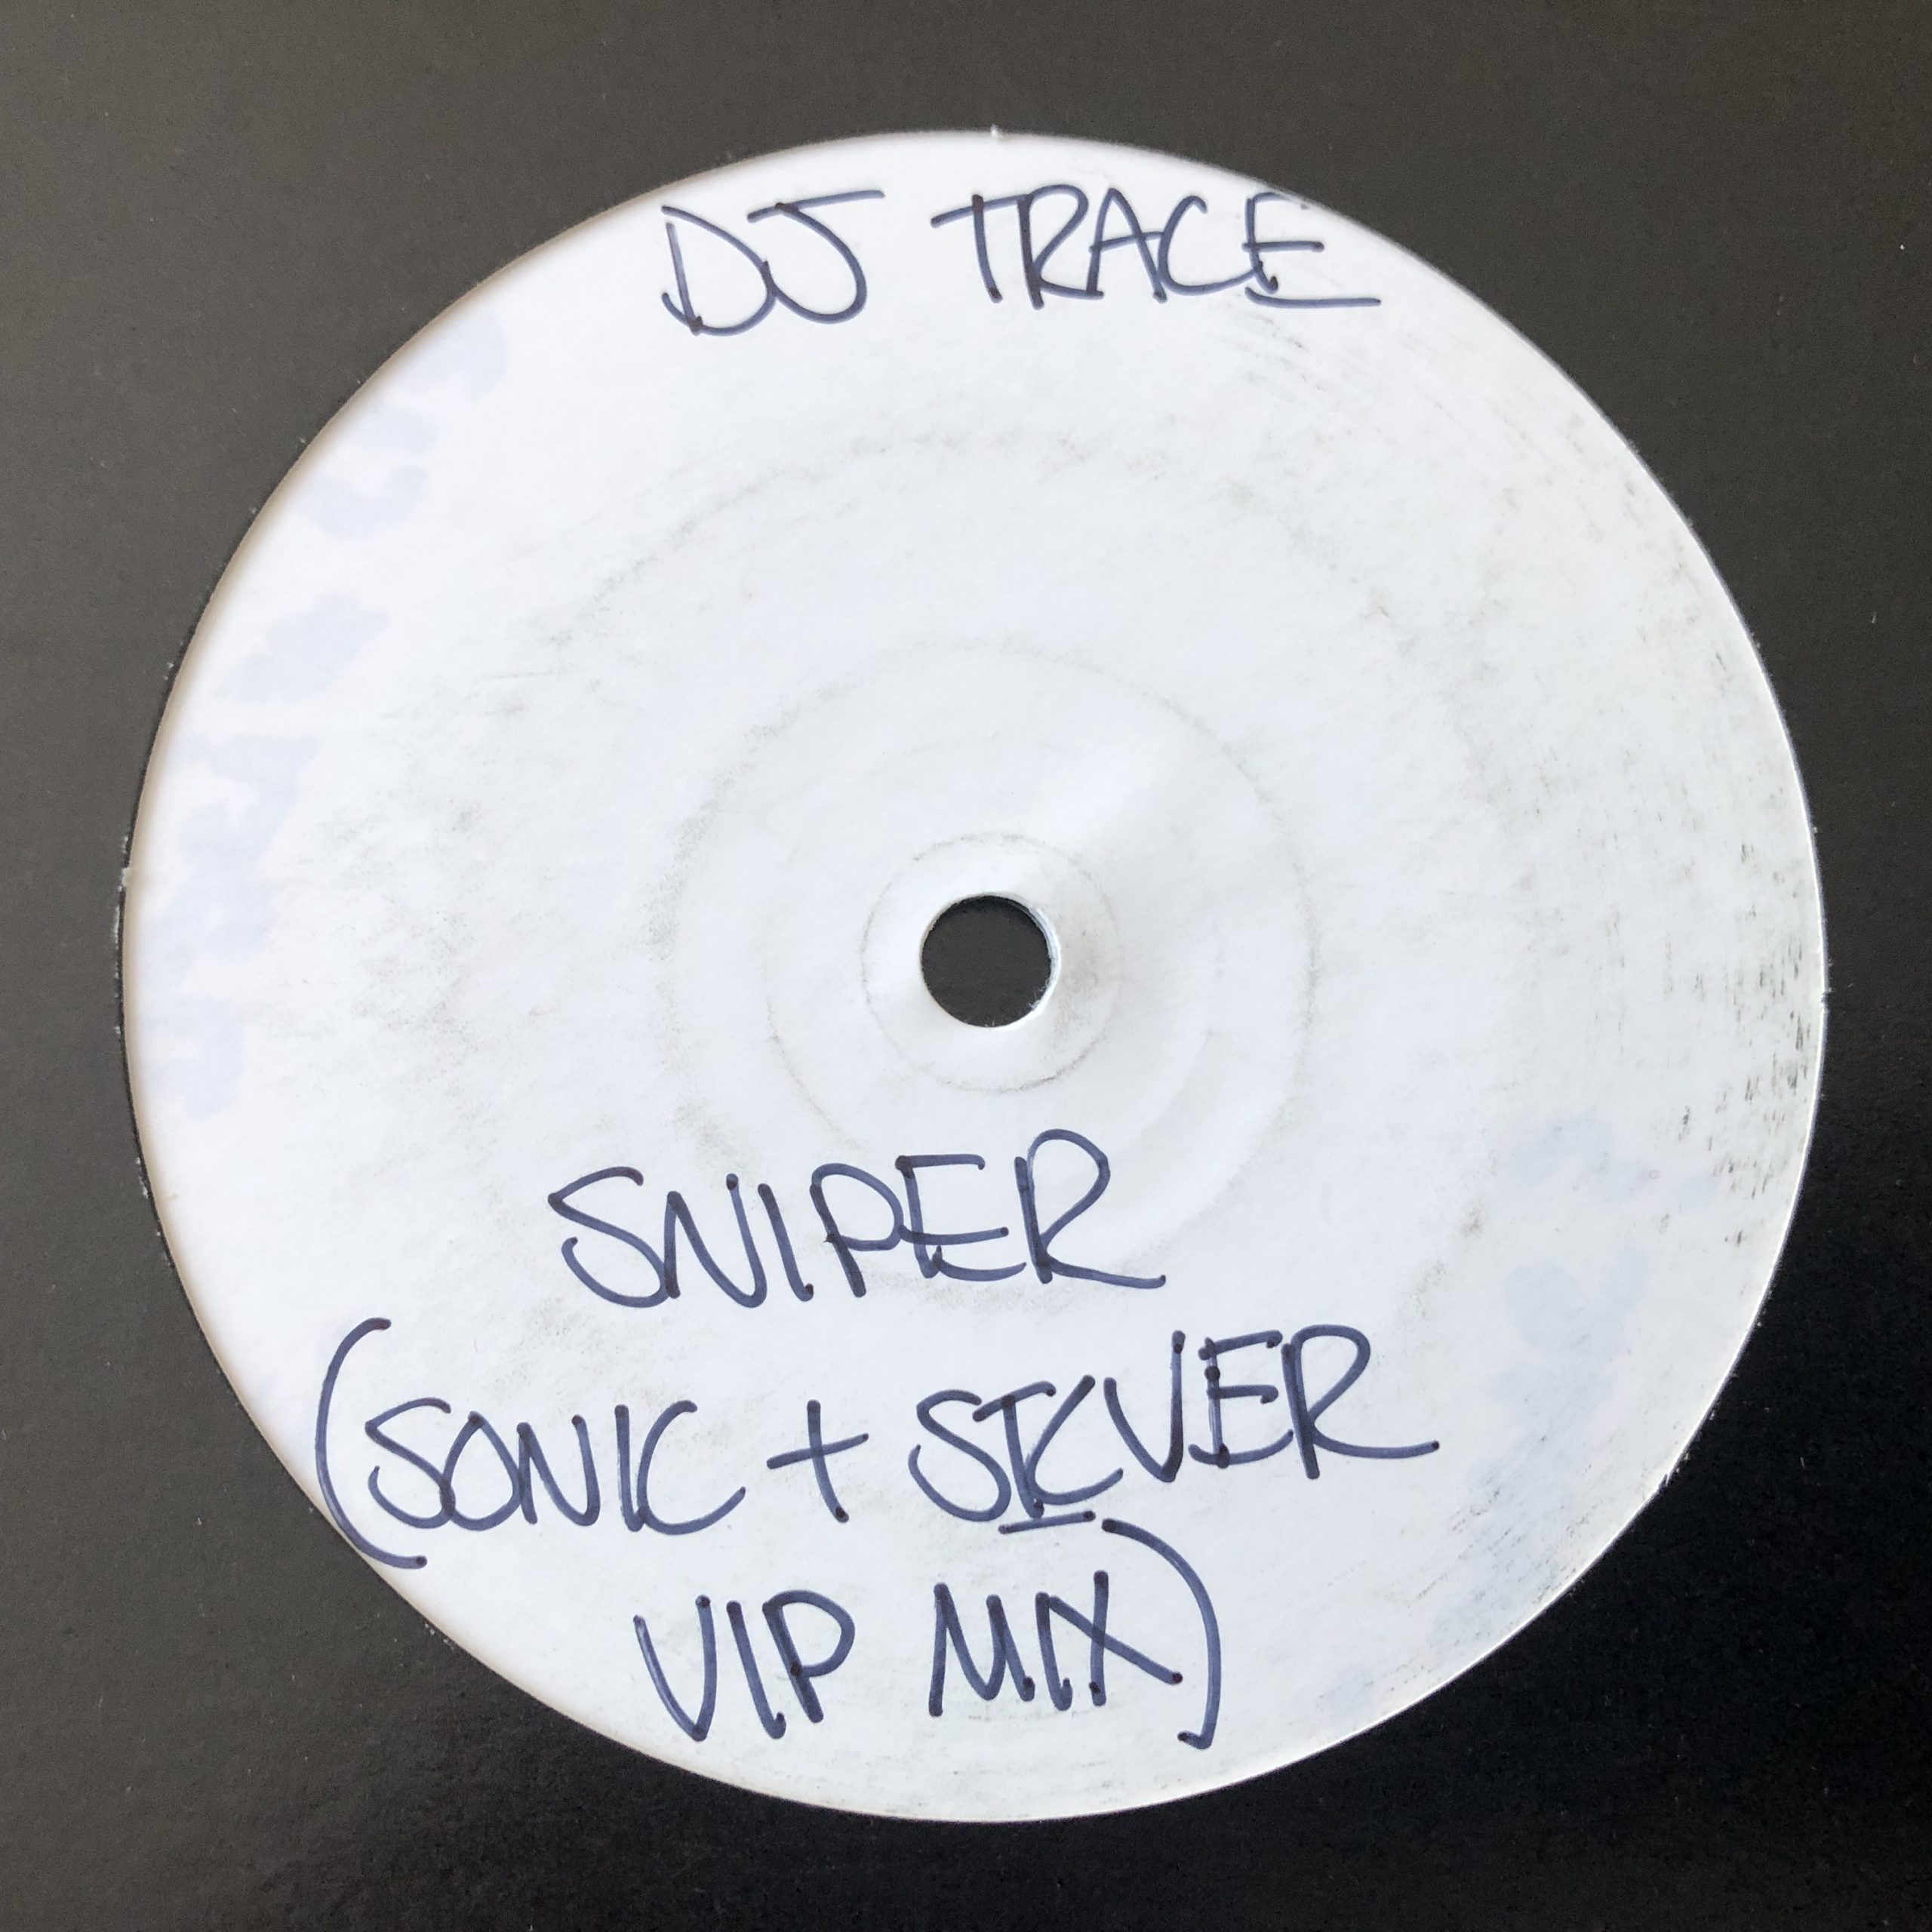 DJ TRACE
SNIPER
(SONIC + SILVER
VIP MIX)